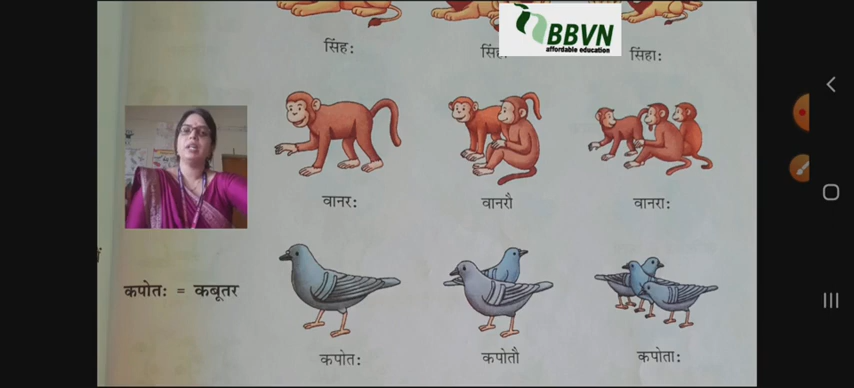 BBVN
affordable education
सिंहः
सिंहाः
वानरः
वानरौ
वानराः
कपोतः = कबूतर
कपोतः
कपोतौ
कपोताः